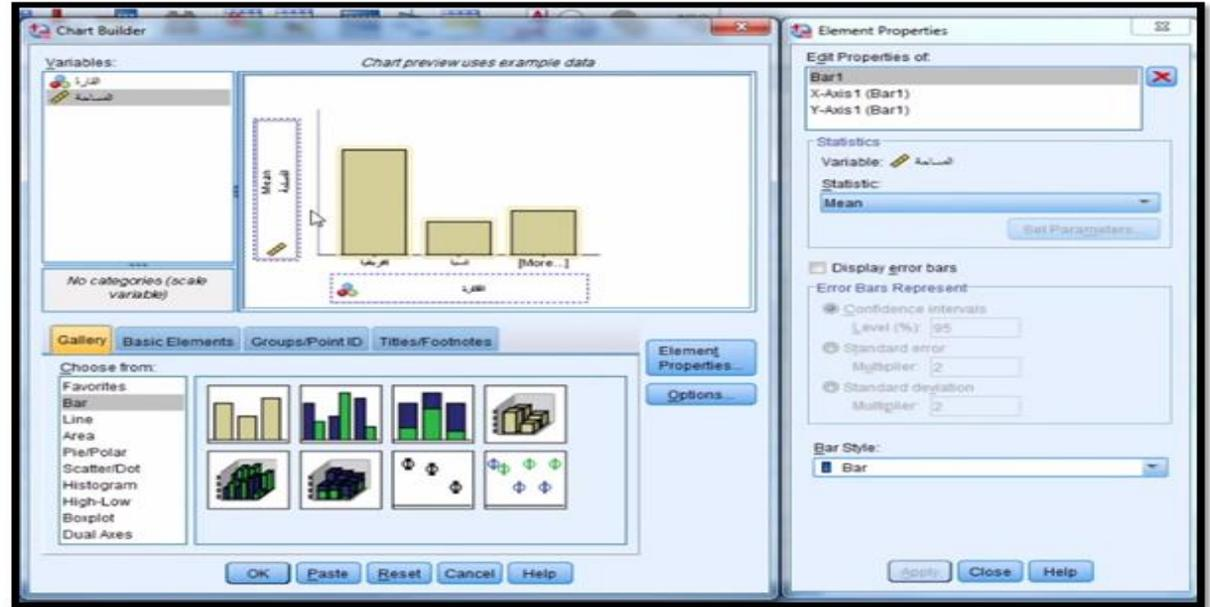 Chart Builder
Variables:
القارة
المساحة
Chart preview uses example data
Mean
المساحة
افريقيا
اسيا
[More...]
القارة
No categories (scale
variable)
Gallery
Basic Elements
Groups/Point ID
Titles/Footnotes
Choose from:
Favorites
Bar
Line
Area
Pie/Polar
Scatter/Dot
Histogram
High-Low
Boxplot
Dual Axes
Element
Properties...
Options...
OK
Paste
Reset
Cancel
Help
Element Properties
Edit Properties of:
Bar1
X-Axis1 (Bar1)
Y-Axis1 (Bar1)
Statistics
Variable: المساحة
Statistic:
Mean
Set Parameters...
Display error bars
Error Bars Represent
Confidence intervals
Level (%): 95
Standard error
Multiplier: 2
Standard deviation
Multiplier: 2
Bar Style:
Bar
Apply
Close
Help